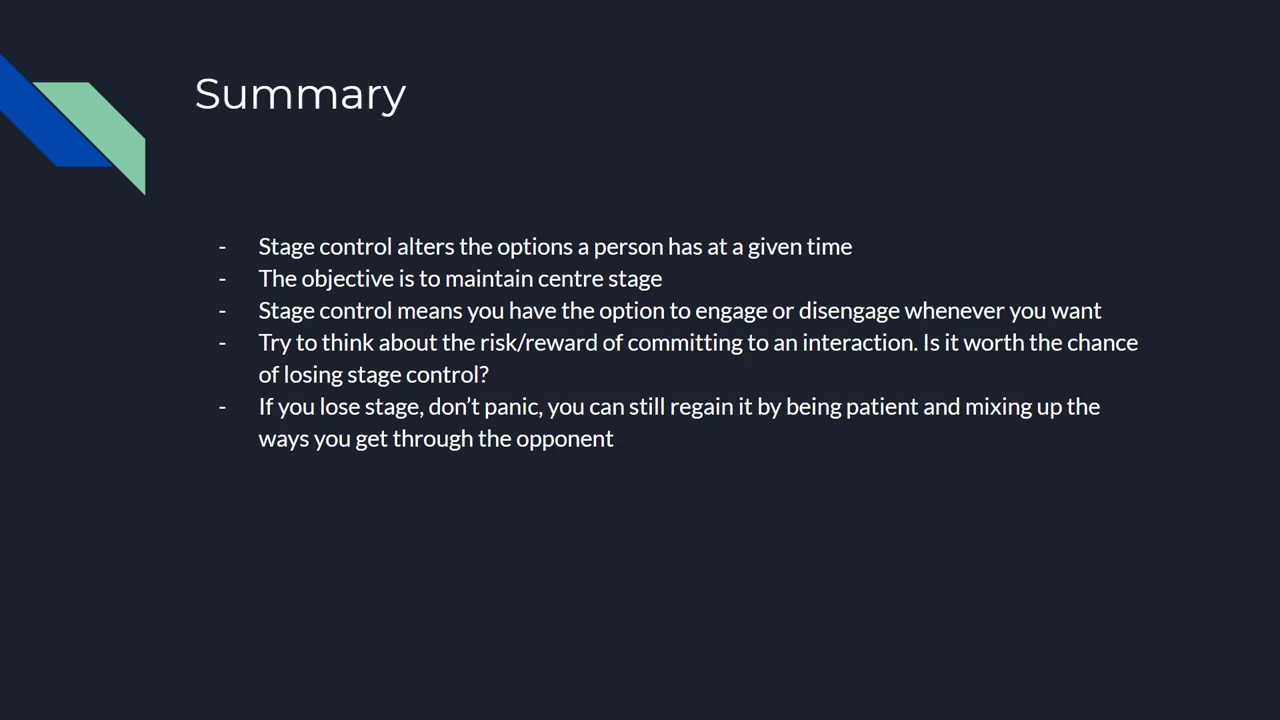 Summary
- Stage control alters the options a person has at a given time
- The objective is to maintain centre stage
- Stage control means you have the option to engage or disengage whenever you want
- Try to think about the risk/reward of committing to an interaction. Is it worth the chance
of losing stage control?
- If you lose stage, don’t panic, you can still regain it by being patient and mixing up the
ways you get through the opponent